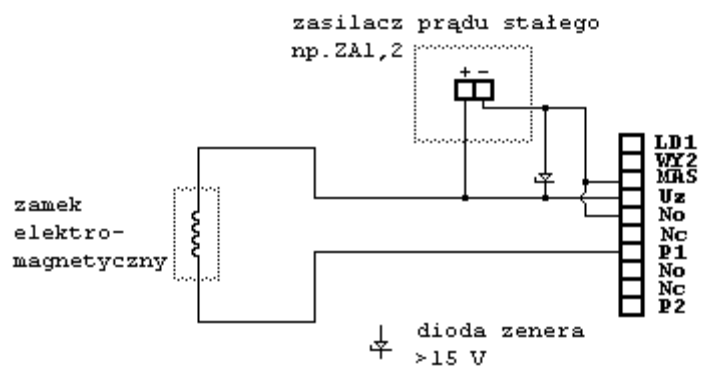 zasilacz prądu stałego
np.ZA1,2
+ -
LD1
WY2
MAS
Uz
No
Nc
P1
No
Nc
P2
zamek
elektro-
magnetyczny
dioda zenera
>15 V